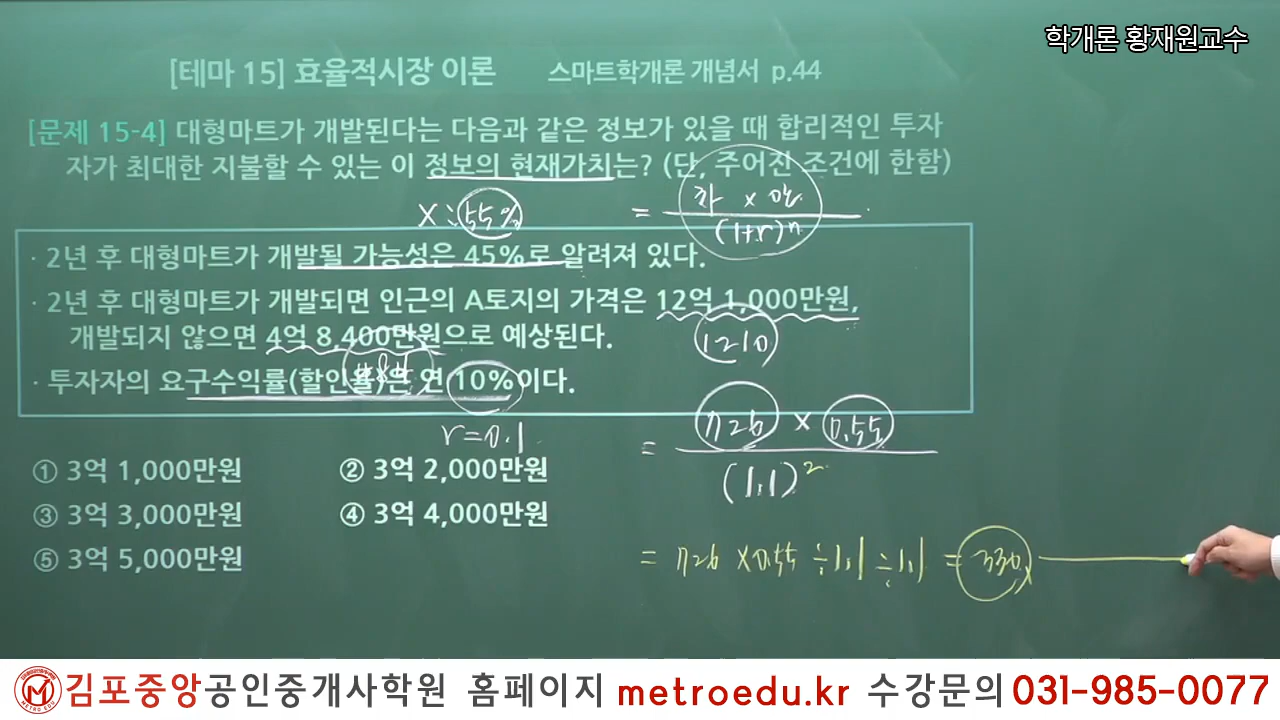 학개론 황재원교수
[테마 15] 효율적시장 이론 스마트학개론 개념서 p.44
[문제 15-4] 대형마트가 개발된다는 다음과 같은 정보가 있을 때 합리적인 투자
자가 최대한 지불할 수 있는 이 정보의 현재가치는? (단, 주어진 조건에 한함)
x : 55% = 차 × 안
(1+r)ⁿ
· 2년 후 대형마트가 개발될 가능성은 45%로 알려져 있다.
· 2년 후 대형마트가 개발되면 인근의 A토지의 가격은 12억 1,000만원,
1210
개발되지 않으면 4억 8,400만원으로 예상된다.
484
· 투자자의 요구수익률(할인율)은 연 10%이다.
r=0.1
= 726 × 0.55
(1.1)²
① 3억 1,000만원 ② 3억 2,000만원
③ 3억 3,000만원 ④ 3억 4,000만원
⑤ 3억 5,000만원
= 726 ×0.55 ÷1.1 ÷1.1 = 330
METRO EDU
김포중앙공인중개사학원 홈페이지 metroedu.kr 수강문의 031-985-0077